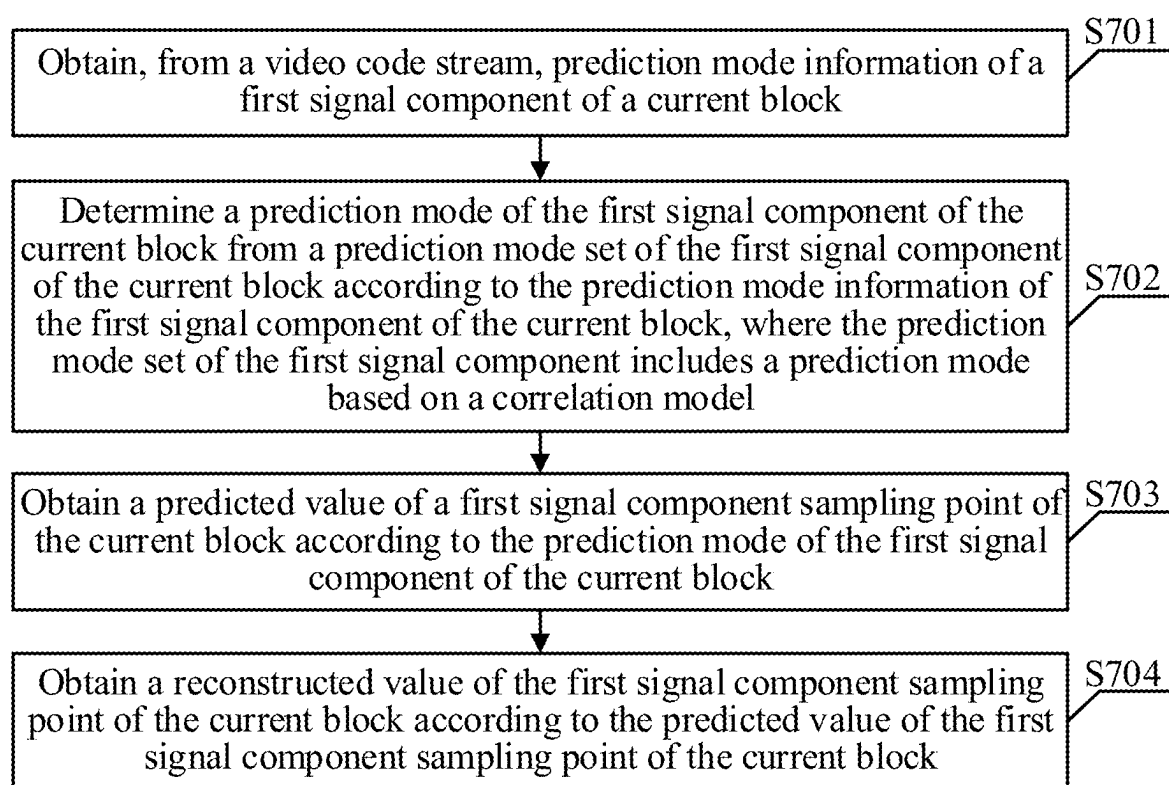 Obtain, from a video code stream, prediction mode information of a
first signal component of a current block
S701
Determine a prediction mode of the first signal component of the
current block from a prediction mode set of the first signal component
of the current block according to the prediction mode information of
the first signal component of the current block, where the prediction
mode set of the first signal component includes a prediction mode
based on a correlation model
S702
Obtain a predicted value of a first signal component sampling point of
the current block according to the prediction mode of the first signal
component of the current block
S703
Obtain a reconstructed value of the first signal component sampling
point of the current block according to the predicted value of the first
signal component sampling point of the current block
S704